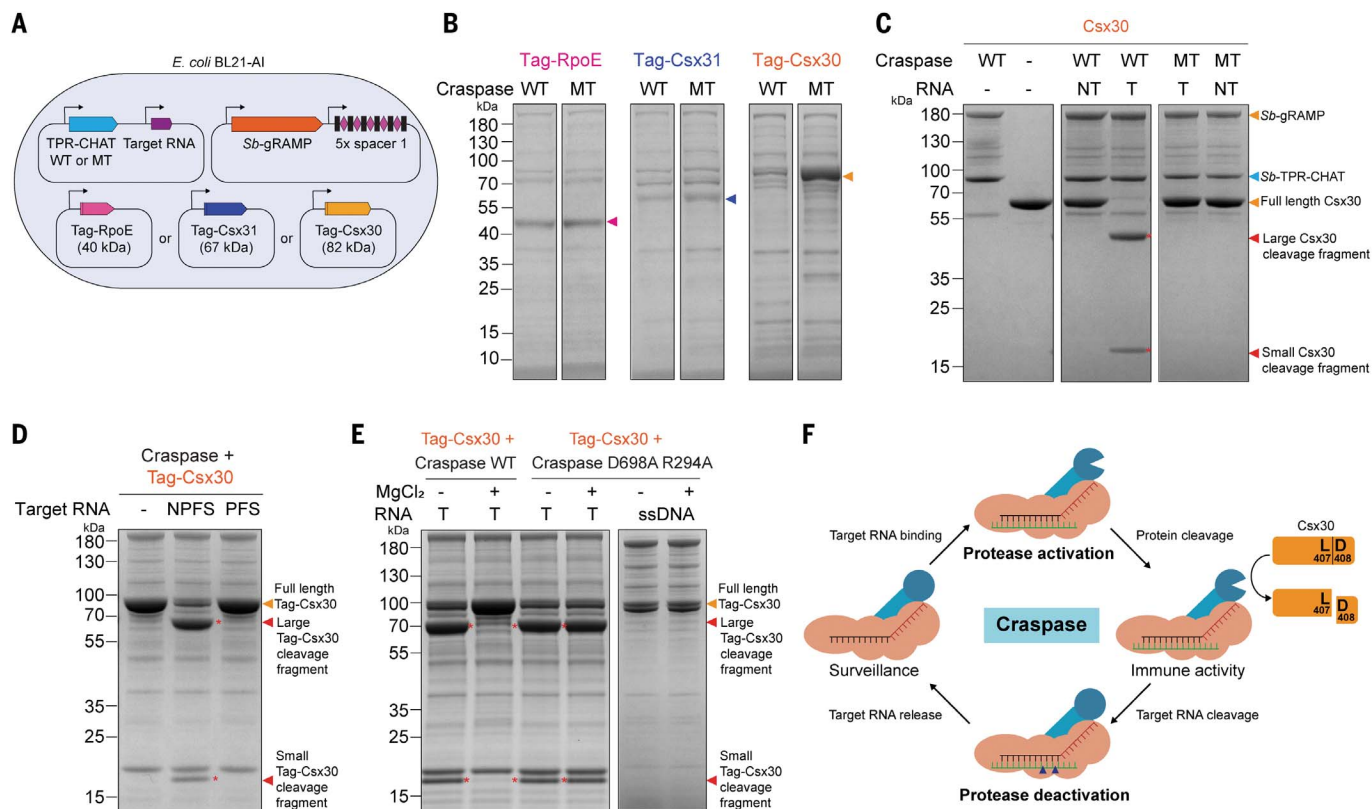 A
E. coli BL21-AI
TPR-CHAT
WT or MT
Target RNA
Sb-gRAMP
5x spacer 1
Tag-RpoE
(40 kDa)
or
Tag-Csx31
(67 kDa)
or
Tag-Csx30
(82 kDa)
B
Tag-RpoE Tag-Csx31 Tag-Csx30
Craspase WT MT WT MT WT MT
kDa
180
130
100
70
55
40
35
25
15
10
C
Csx30
Craspase WT - WT WT MT MT
RNA - - NT T T NT
kDa
180
100
70
55
35
25
15
Sb-gRAMP
Sb-TPR-CHAT
Full length Csx30
Large Csx30
cleavage fragment
Small Csx30
cleavage fragment
D
Craspase +
Tag-Csx30
Target RNA - NPFS PFS
kDa
180
130
100
70
55
35
25
15
Full
length
Tag-Csx30
Large
Tag-Csx30
cleavage
fragment
Small
Tag-Csx30
cleavage
fragment
* *
E
Tag-Csx30 + Tag-Csx30 +
Craspase WT Craspase D698A R294A
MgCl₂ - + - + - +
RNA T T T T ssDNA
kDa
180
130
100
70
55
35
25
15
* * *
* * *
Full length
Tag-Csx30
Large
Tag-Csx30
cleavage
fragment
Small
Tag-Csx30
cleavage
fragment
F
Target RNA binding
Protease activation
Protein cleavage
Csx30
L D
407 408
L
407
D
408
Craspase
Surveillance
Immune activity
Target RNA release
Target RNA cleavage
Protease deactivation